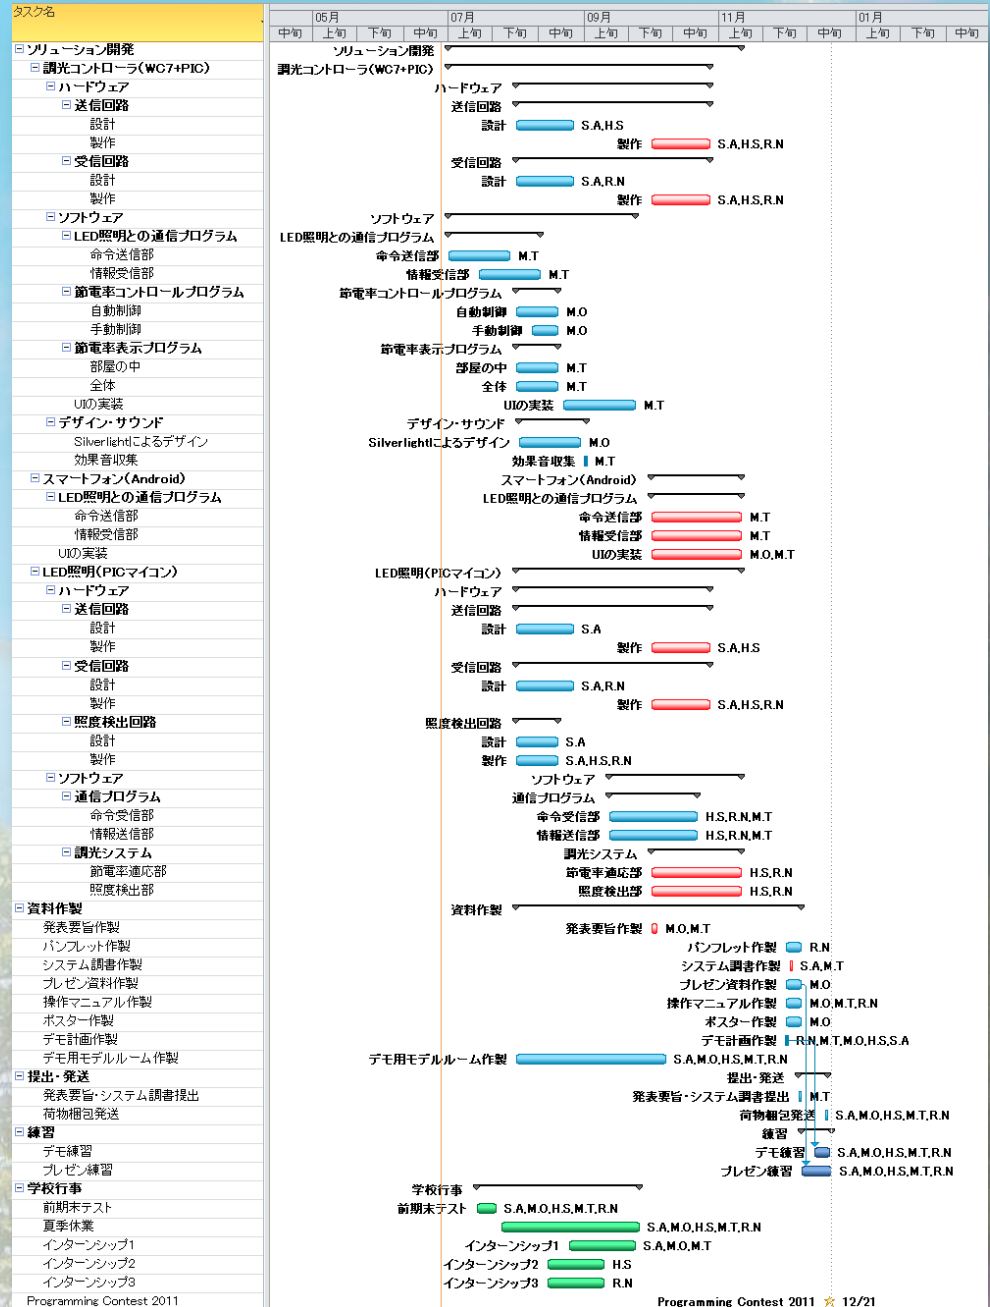 タスク名
05月 07月 09月 11月 01月
中旬 上旬 下旬 中旬 上旬 下旬 中旬 上旬 下旬 中旬 上旬 下旬 中旬 上旬 下旬 中旬
ソリューション開発 ソリューション開発
調光コントローラ(WC7+PIC) 調光コントローラ(WC7+PIC)
ハードウェア ハードウェア
送信回路 送信回路
設計 設計 S.A,H.S
製作 製作 S.A,H.S,R.N
受信回路 受信回路
設計 設計 S.A,R.N
製作 製作 S.A,H.S,R.N
ソフトウェア ソフトウェア
LED照明との通信プログラム LED照明との通信プログラム
命令送信部 命令送信部 M.T
情報受信部 情報受信部 M.T
節電率コントロールプログラム 節電率コントロールプログラム
自動制御 自動制御 M.O
手動制御 手動制御 M.O
節電率表示プログラム 節電率表示プログラム
部屋の中 部屋の中 M.T
全体 全体 M.T
UIの実装 UIの実装 M.T
デザイン・サウンド デザイン・サウンド
Silverlightによるデザイン Silverlightによるデザイン M.O
効果音収集 効果音収集 M.T
スマートフォン(Android) スマートフォン(Android)
LED照明との通信プログラム LED照明との通信プログラム
命令送信部 命令送信部 M.T
情報受信部 情報受信部 M.T
UIの実装 UIの実装 M.O,M.T
LED照明(PICマイコン) LED照明(PICマイコン)
ハードウェア ハードウェア
送信回路 送信回路
設計 設計 S.A
製作 製作 S.A,H.S
受信回路 受信回路
設計 設計 S.A,R.N
製作 製作 S.A,H.S,R.N
照度検出回路 照度検出回路
設計 設計 S.A
製作 製作 S.A,H.S,R.N
ソフトウェア ソフトウェア
通信プログラム 通信プログラム
命令受信部 命令受信部 H.S,R.N,M.T
情報送信部 情報送信部 H.S,R.N,M.T
調光システム 調光システム
節電率適応部 節電率適応部 H.S,R.N
照度検出部 照度検出部 H.S,R.N
資料作製 資料作製
発表要旨作製 発表要旨作製 M.O,M.T
パンフレット作製 パンフレット作製 R.N
システム調書作製 システム調書作製 S.A,M.T
プレゼン資料作製 プレゼン資料作製 M.O
操作マニュアル作製 操作マニュアル作製 M.O,M.T,R.N
ポスター作製 ポスター作製 M.O
デモ計画作製 デモ計画作製 R.N,M.T,M.O,H.S,S.A
デモ用モデルルーム作製 デモ用モデルルーム作製 S.A,M.O,H.S,M.T,R.N
提出・発送 提出・発送
発表要旨・システム調書提出 発表要旨・システム調書提出 M.T
荷物梱包発送 荷物梱包発送 S.A,M.O,H.S,M.T,R.N
練習 練習
デモ練習 デモ練習 S.A,M.O,H.S,M.T,R.N
プレゼン練習 プレゼン練習 S.A,M.O,H.S,M.T,R.N
学校行事 学校行事
前期末テスト 前期末テスト S.A,M.O,H.S,M.T,R.N
夏季休業 S.A,M.O,H.S,M.T,R.N
インターンシップ1 インターンシップ1 S.A,M.O,M.T
インターンシップ2 インターンシップ2 H.S
インターンシップ3 インターンシップ3 R.N
Programming Contest 2011 Programming Contest 2011 12/21